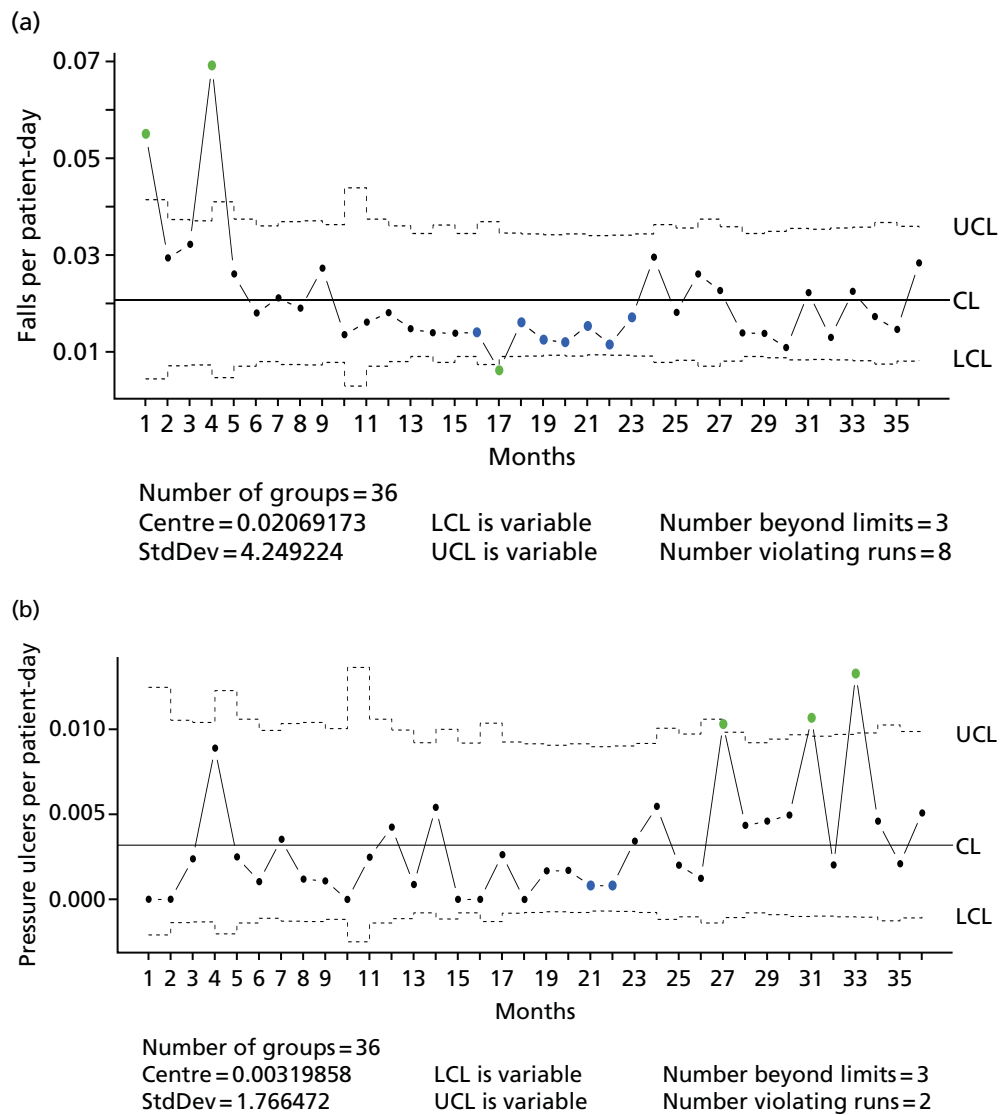 (a)
Falls per patient-day
0.07
0.05
0.03
0.01
UCL
CL
LCL
1 2 3 4 5 6 7 8 9 11 13 15 17 19 21 23 25 27 29 31 33 35
Months
Number of groups=36
Centre=0.02069173 LCL is variable Number beyond limits=3
StdDev=4.249224 UCL is variable Number violating runs=8
(b)
Pressure ulcers per patient-day
0.010
0.005
0.000
UCL
CL
LCL
1 2 3 4 5 6 7 8 9 11 13 15 17 19 21 23 25 27 29 31 33 35
Months
Number of groups=36
Centre=0.00319858 LCL is variable Number beyond limits=3
StdDev=1.766472 UCL is variable Number violating runs=2